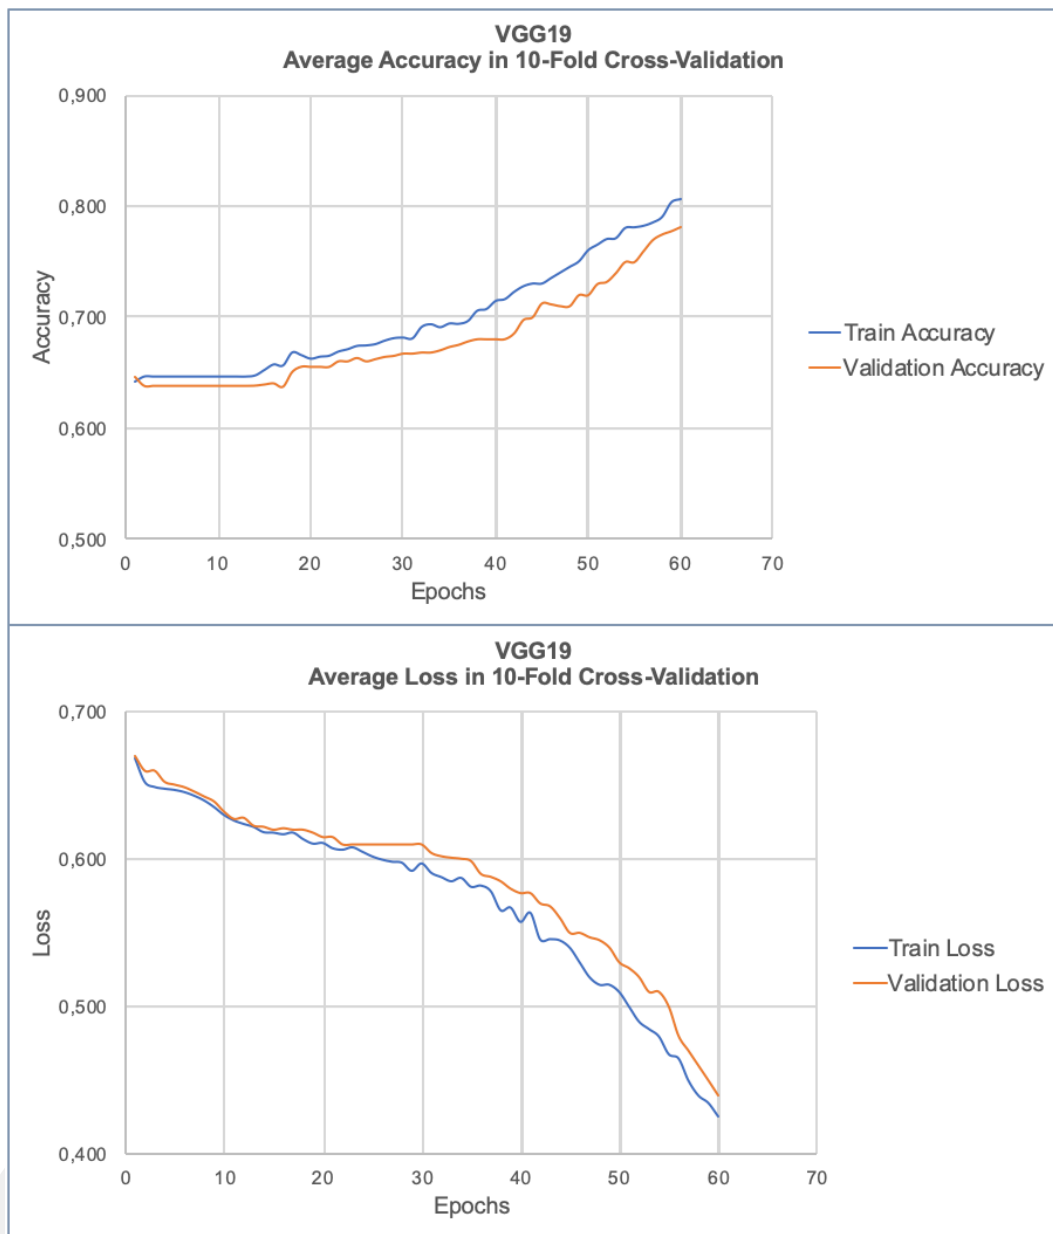 VGG19
Average Accuracy in 10-Fold Cross-Validation
0,900
0,800
0,700
0,600
0,500
Accuracy
0 10 20 30 40 50 60 70
Epochs
Train Accuracy
Validation Accuracy
VGG19
Average Loss in 10-Fold Cross-Validation
0,700
0,600
0,500
0,400
Loss
0 10 20 30 40 50 60 70
Epochs
Train Loss
Validation Loss